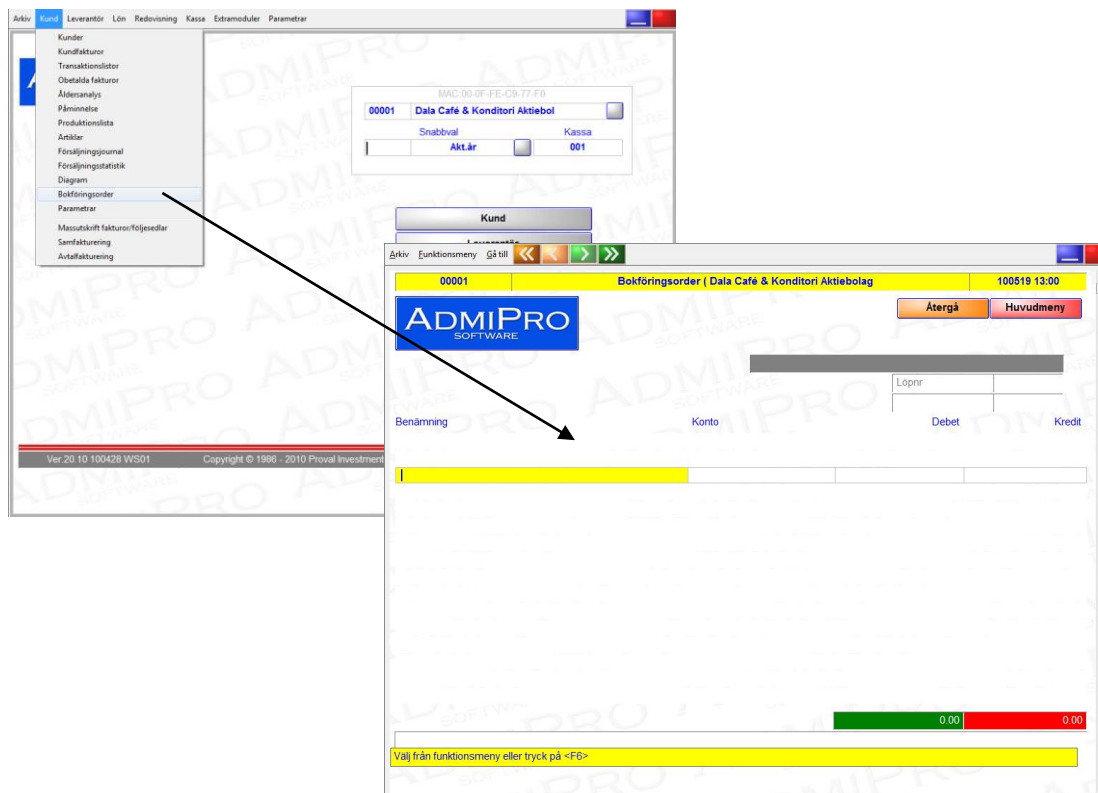 Arkiv Kund Leverantör Lön Redovisning Kassa Extramoduler Parametrar
Kunder
Kundfakturor
Transaktionslistor
Obetalda fakturor
Åldersanalys
Påminnelse
Produktionslista
Artiklar
Försäljningsjournal
Försäljningsstatistik
Diagram
Bokföringsorder
Parametrar
Massutskrift fakturor/följesedlar
Samfakturering
Avtalfakturering
MAC:00-0F-FE-C9-77-F0
00001 Dala Café & Konditori Aktiebol
Snabbval Kassa
Akt.år 001
Kund
Ver.20.10 100428 WS01 Copyright © 1986 - 2010 Proval Investment
Arkiv Funktionsmeny Gå till
00001 Bokföringsorder ( Dala Café & Konditori Aktiebolag 100519 13:00
ADMIPRO
SOFTWARE
Återgå Huvudmeny
Löpnr
Benämning Konto Debet Kredit
0.00 0.00
Välj från funktionsmeny eller tryck på <F6>